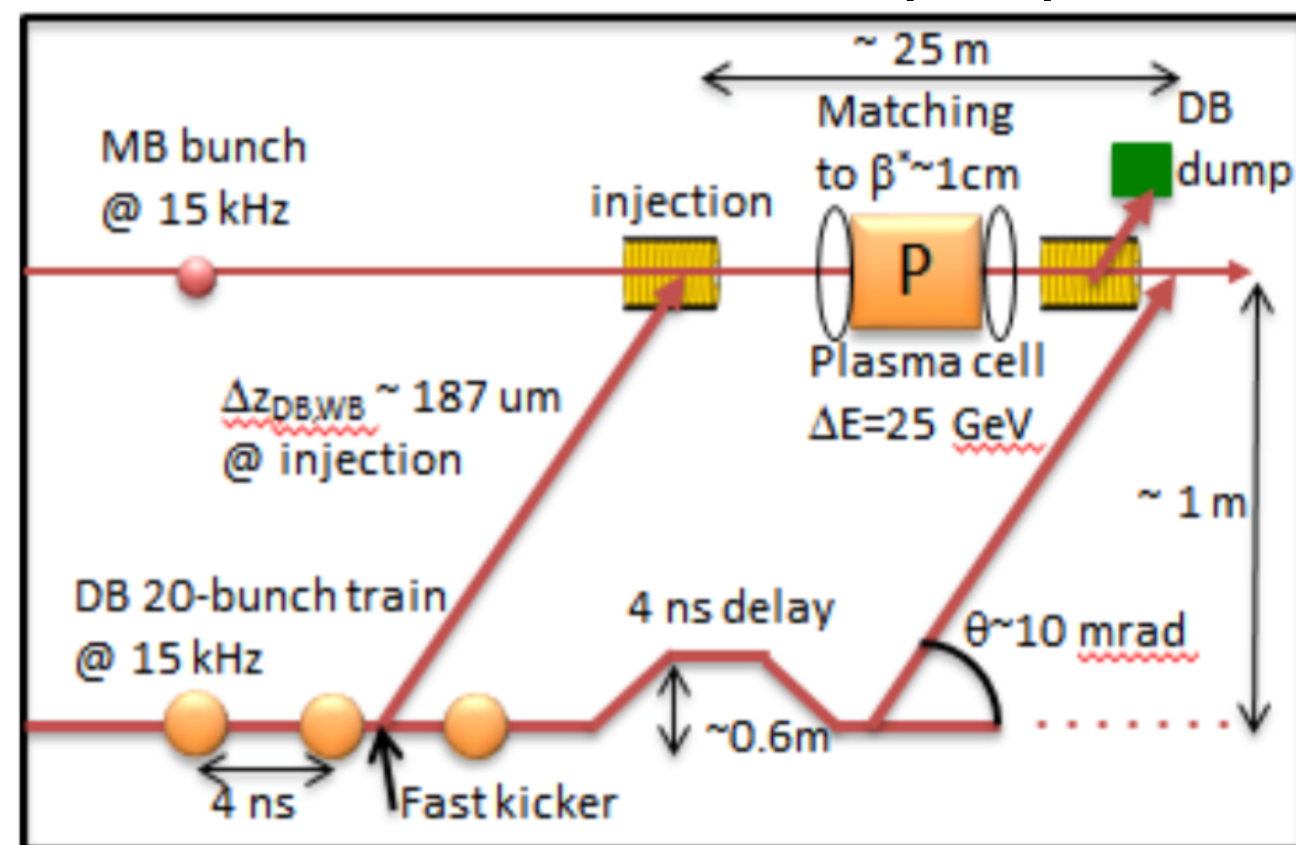 ~ 25 m
MB bunch
@ 15 kHz
injection
Matching
to β*~1cm
DB
dump
P
Plasma cell
ΔE=25 GeV
Δz_DB,WB ~ 187 um
@ injection
~ 1 m
DB 20-bunch train
@ 15 kHz
4 ns delay
θ~10 mrad
~0.6m
4 ns
Fast kicker